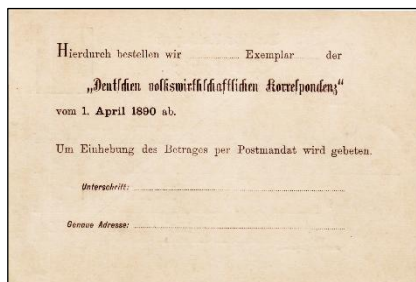 Hierdurch bestellen wir ............ Exemplar ...... der
„Deutschen volkswirthschaftlichen Korrespondenz“
vom 1. April 1890 ab.
Um Einhebung des Betrages per Postmandat wird gebeten.
Unterschrift:
Genaue Adresse: